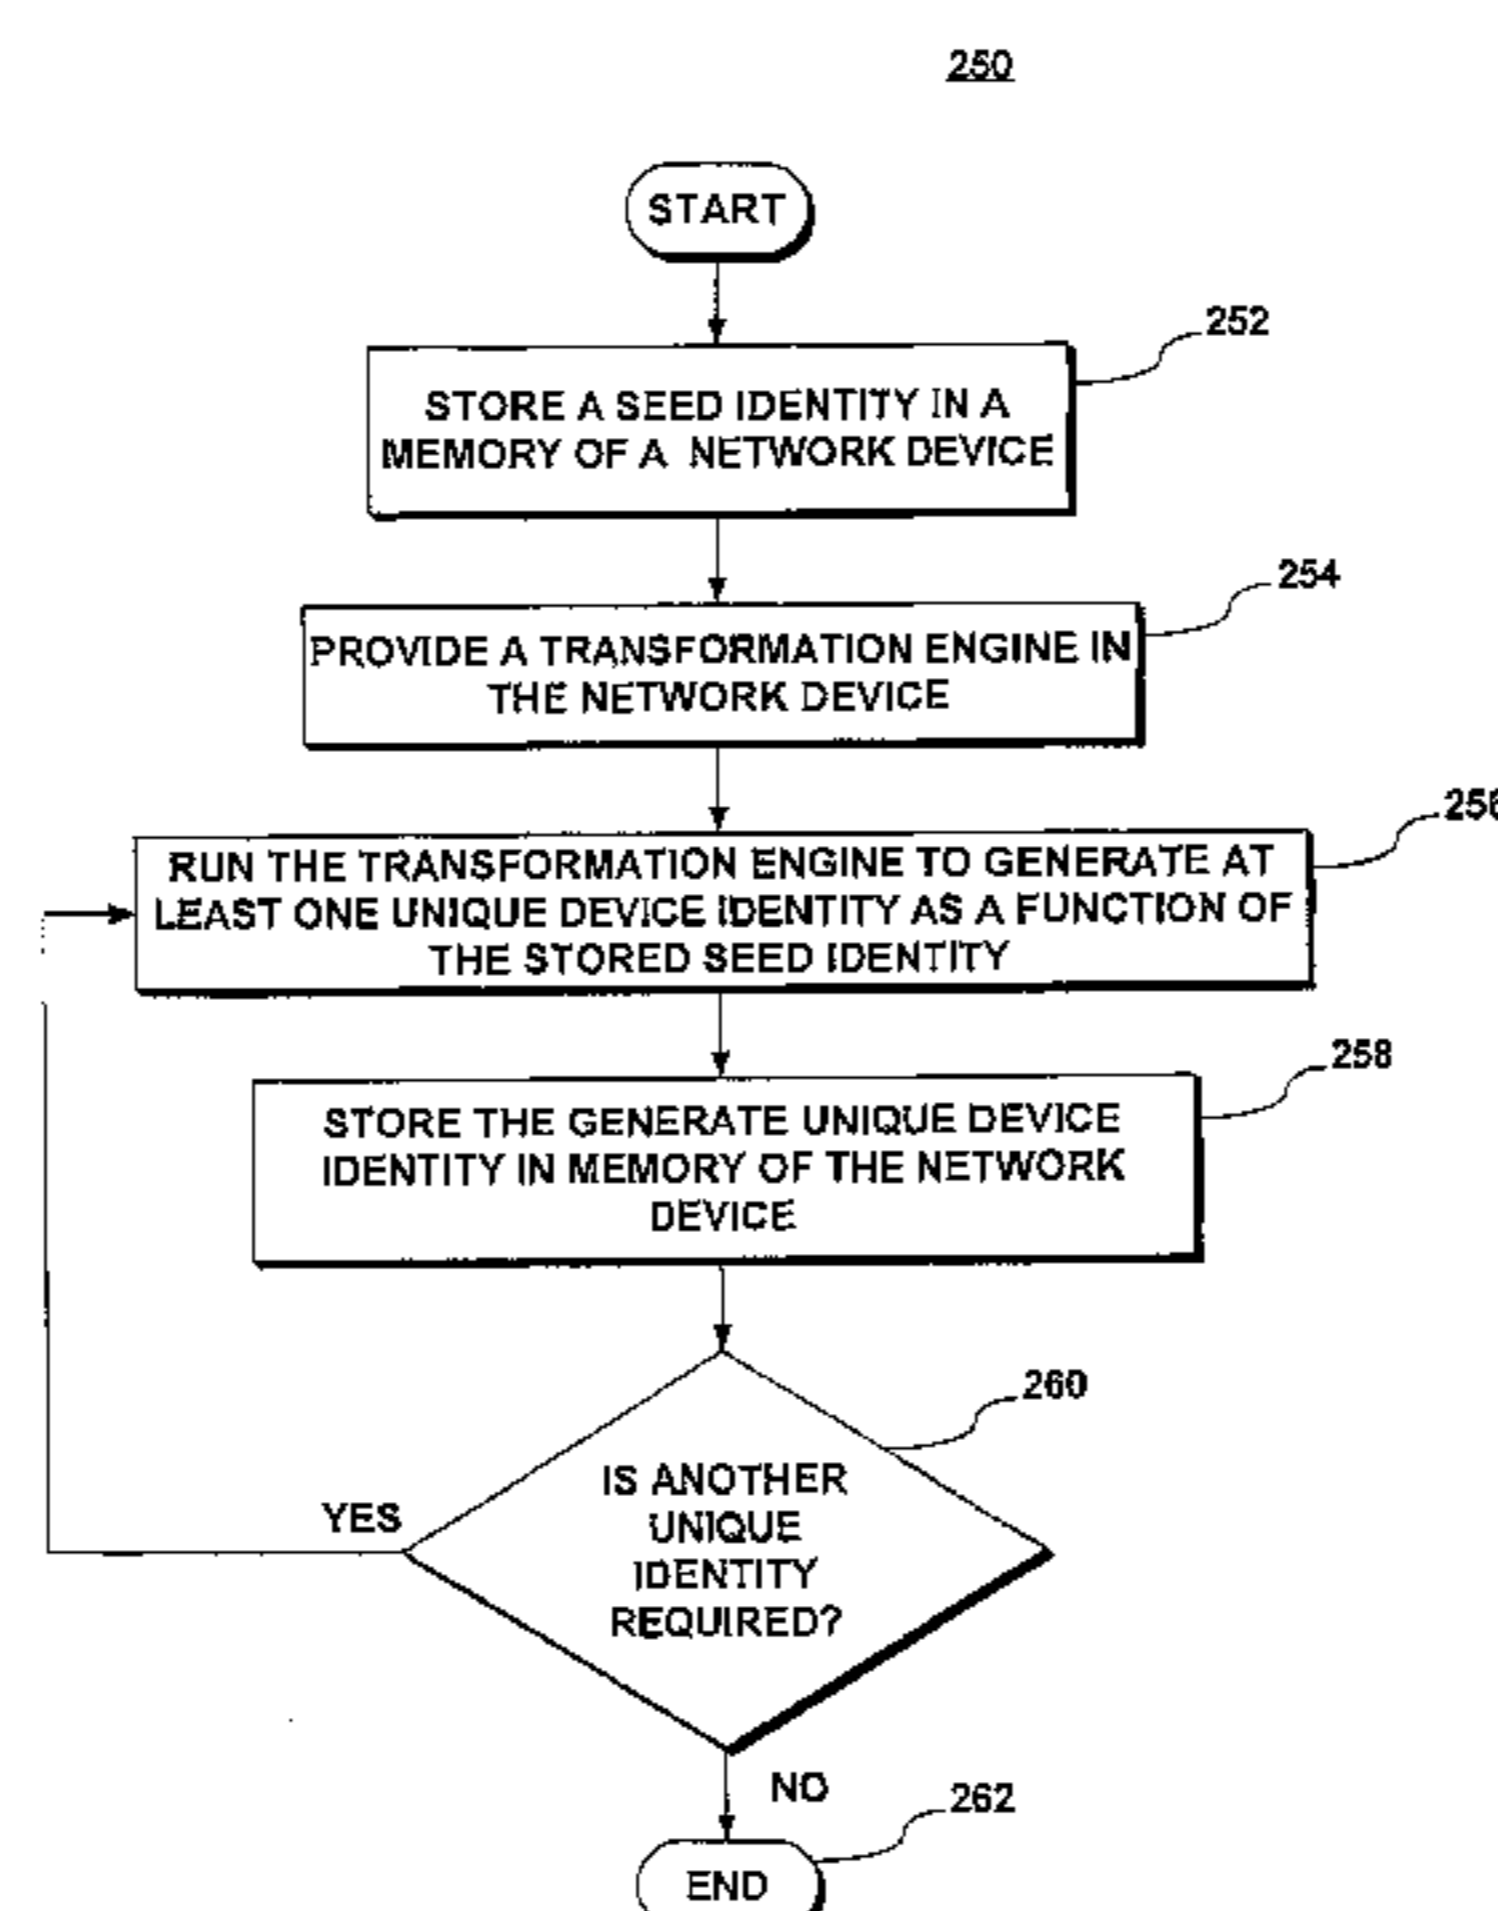 250
START
252
STORE A SEED IDENTITY IN A
MEMORY OF A NETWORK DEVICE
254
PROVIDE A TRANSFORMATION ENGINE IN
THE NETWORK DEVICE
256
RUN THE TRANSFORMATION ENGINE TO GENERATE AT
LEAST ONE UNIQUE DEVICE IDENTITY AS A FUNCTION OF
THE STORED SEED IDENTITY
258
STORE THE GENERATE UNIQUE DEVICE
IDENTITY IN MEMORY OF THE NETWORK
DEVICE
260
IS ANOTHER
UNIQUE
IDENTITY
REQUIRED?
YES
NO
262
END